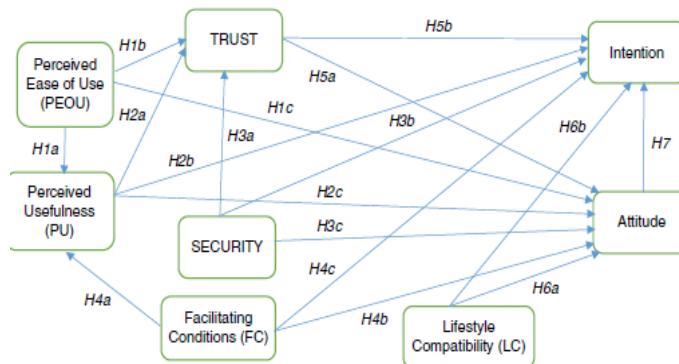 TRUST
H5b
Intention
Perceived
Ease of Use
(PEOU)
H1b
H2a
H5a
H1c
H3a
H3b
H6b
H7
H1a
H2b
Perceived
Usefulness
(PU)
H2c
SECURITY
H3c
Attitude
H4c
H4a
H6a
Facilitating
Conditions (FC)
H4b
Lifestyle
Compatibility (LC)